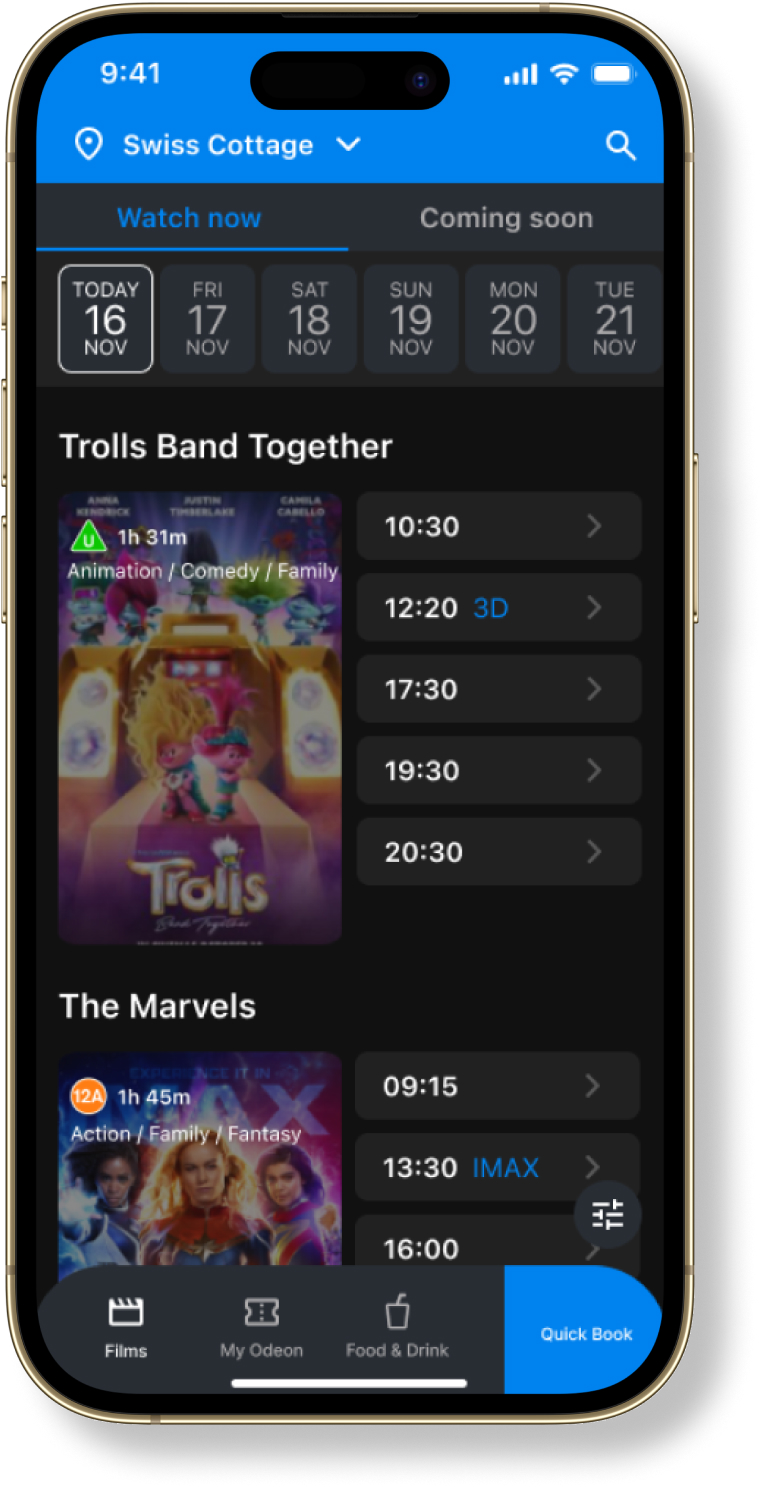 9:41
Swiss Cottage
Watch now
Coming soon
TODAY
16
NOV
FRI
17
NOV
SAT
18
NOV
SUN
19
NOV
MON
20
NOV
TUE
21
NOV
Trolls Band Together
ANNA KENDRICK
JUSTIN TIMBERLAKE
CAMILA CABELLO
U
1h 31m
Animation / Comedy / Family
Trolls
Band Together
10:30
12:20 3D
17:30
19:30
20:30
The Marvels
EXPERIENCE IT IN
12A
1h 45m
Action / Family / Fantasy
09:15
13:30 IMAX
16:00
Films
My Odeon
Food & Drink
Quick Book